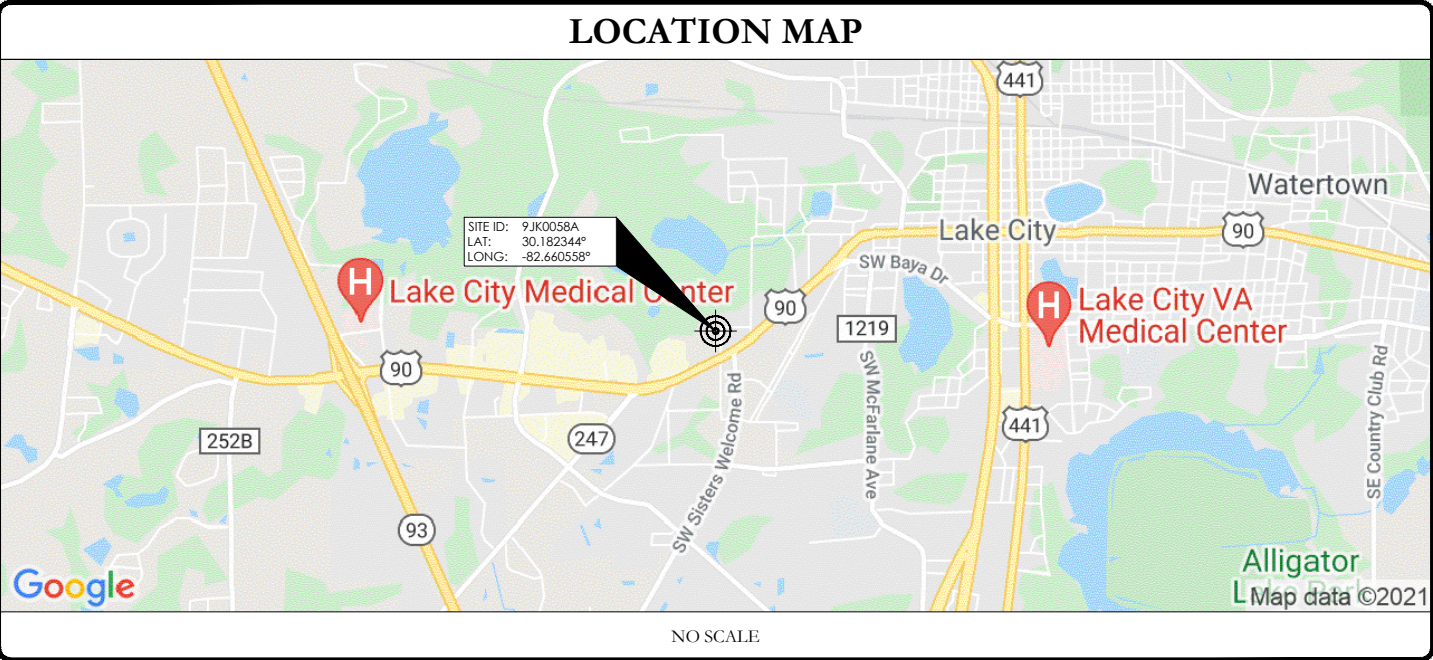 LOCATION MAP
441
Watertown
Lake City
90
SITE ID: 9JK0058A
LAT: 30.182344°
LONG: -82.660558°
SW Baya Dr
H Lake City Medical Center
90
1219
H Lake City VA
Medical Center
90
SW McFarlane Ave
SW Sisters Welcome Rd
SE Country Club Rd
441
252B
247
93
Alligator
Google
Map data ©2021
NO SCALE